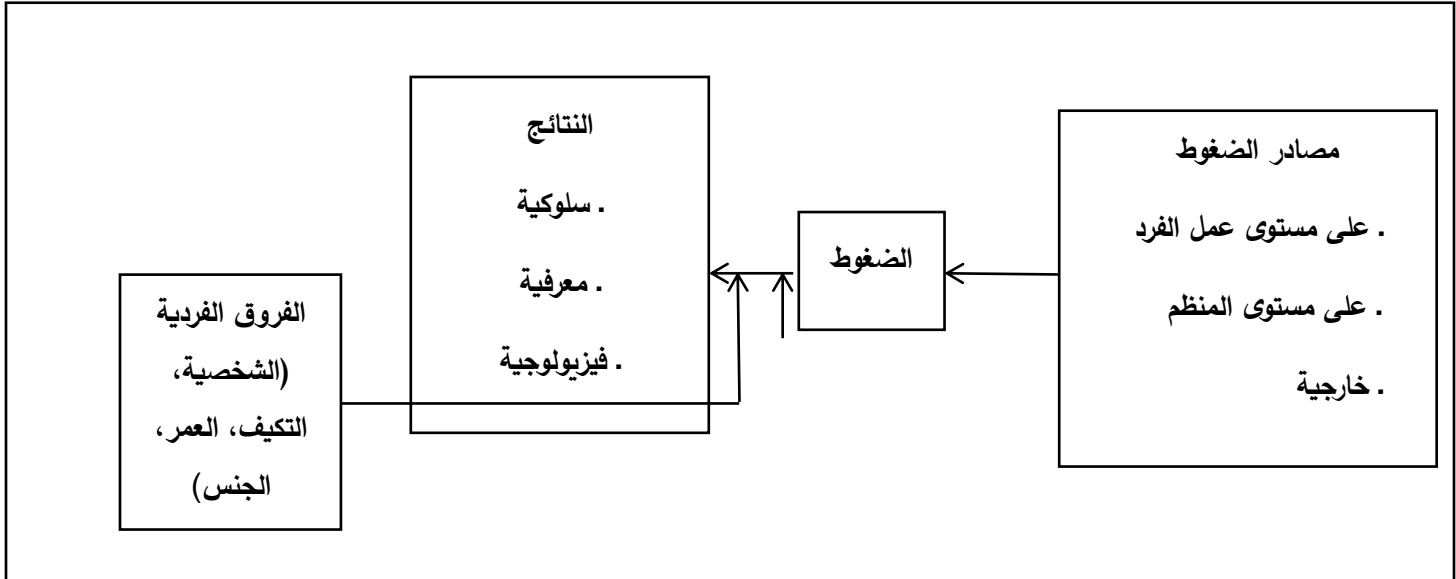 مصادر الضغوط
. على مستوى عمل الفرد
. على مستوى المنظم
. خارجية
الضغوط
النتائج
. سلوكية
. معرفية
. فيزيولوجية
الفروق الفردية
(الشخصية،
التكيف، العمر،
الجنس)